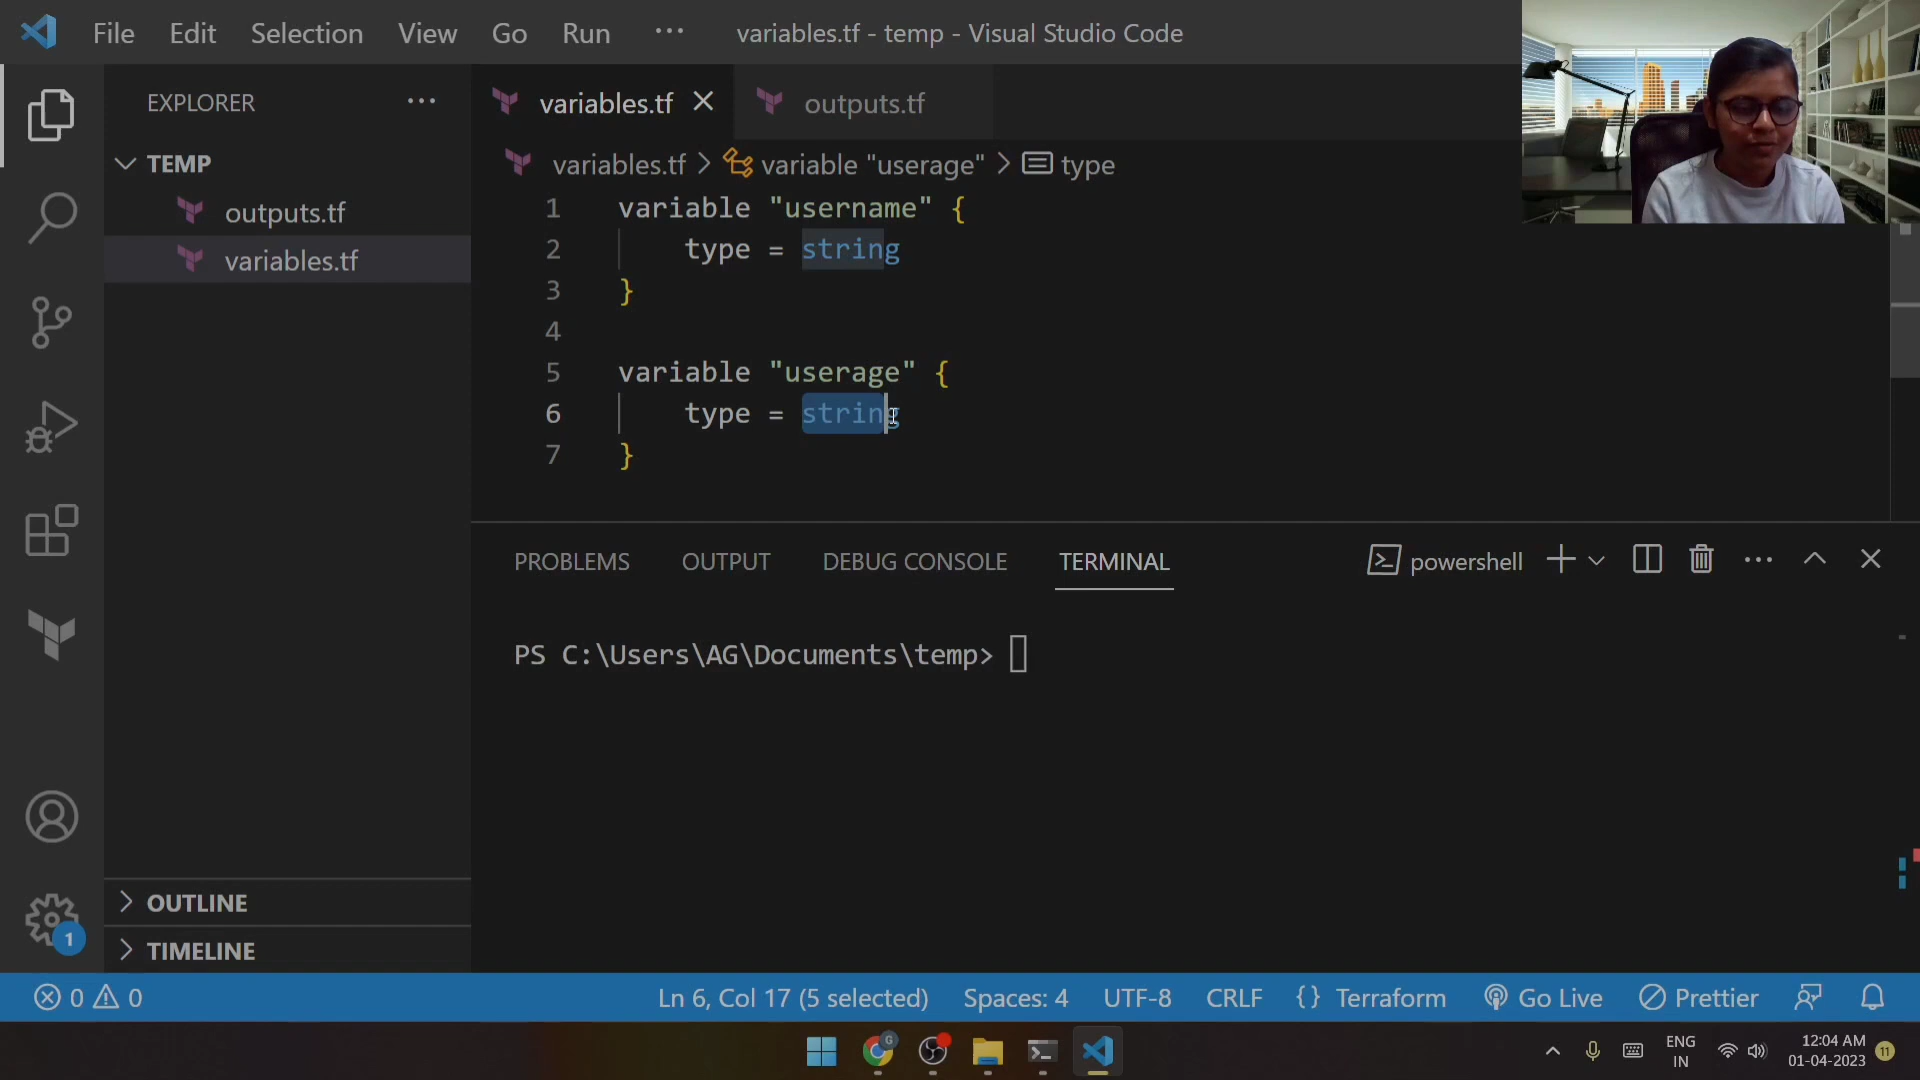 File Edit Selection View Go Run ··· variables.tf - temp - Visual Studio Code
EXPLORER ···
TEMP
outputs.tf
variables.tf
OUTLINE
TIMELINE
variables.tf outputs.tf
variables.tf > variable "userage" > type
1 variable "username" {
2 type = string
3 }
4
5 variable "userage" {
6 type = string
7 }
PROBLEMS OUTPUT DEBUG CONSOLE TERMINAL powershell
PS C:\Users\AG\Documents\temp>
1
0 0 Ln 6, Col 17 (5 selected) Spaces: 4 UTF-8 CRLF {} Terraform Go Live Prettier
G
ENG
IN
12:04 AM
01-04-2023
11